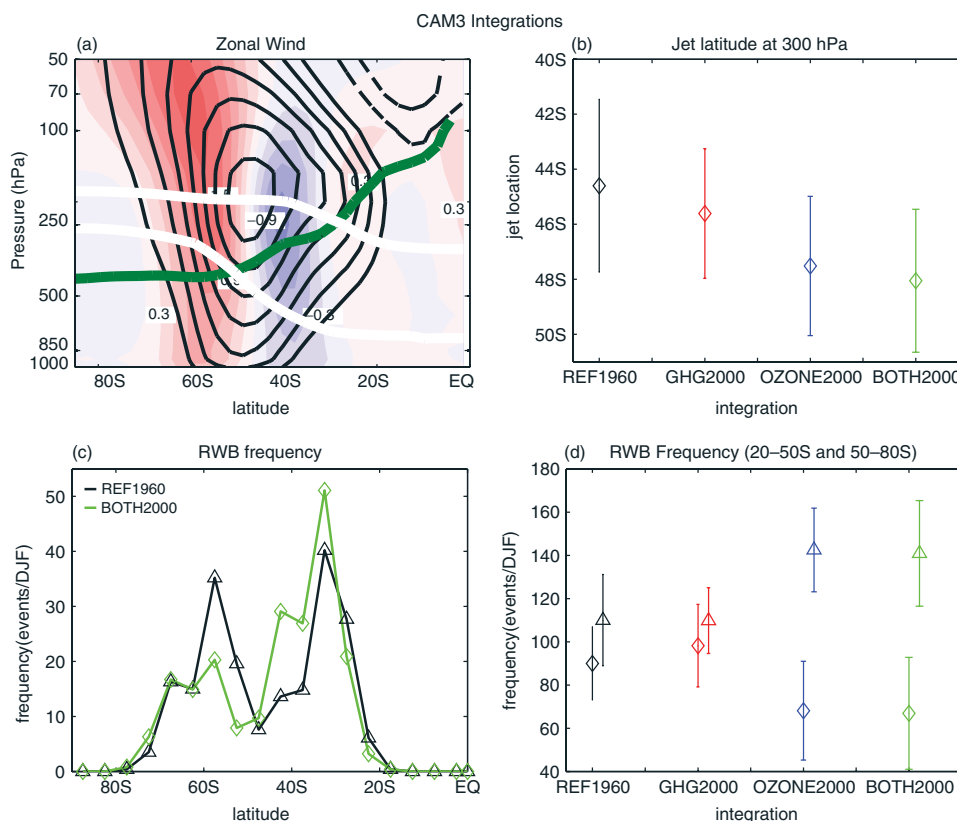 CAM3 Integrations
(a) Zonal Wind
50
70
100
250
500
850
1000
Pressure (hPa)
0.3
0.3
−0.9
−0.3
0.3
80S 60S 40S 20S EQ
latitude
(b) Jet latitude at 300 hPa
40S
42S
44S
46S
48S
50S
jet location
REF1960 GHG2000 OZONE2000 BOTH2000
integration
(c) RWB frequency
REF1960
BOTH2000
50
40
30
20
10
0
frequency(events/DJF)
80S 60S 40S 20S EQ
latitude
(d) RWB Frequency (20–50S and 50–80S)
180
160
140
120
100
80
60
40
frequency(events/DJF)
REF1960 GHG2000 OZONE2000 BOTH2000
integration